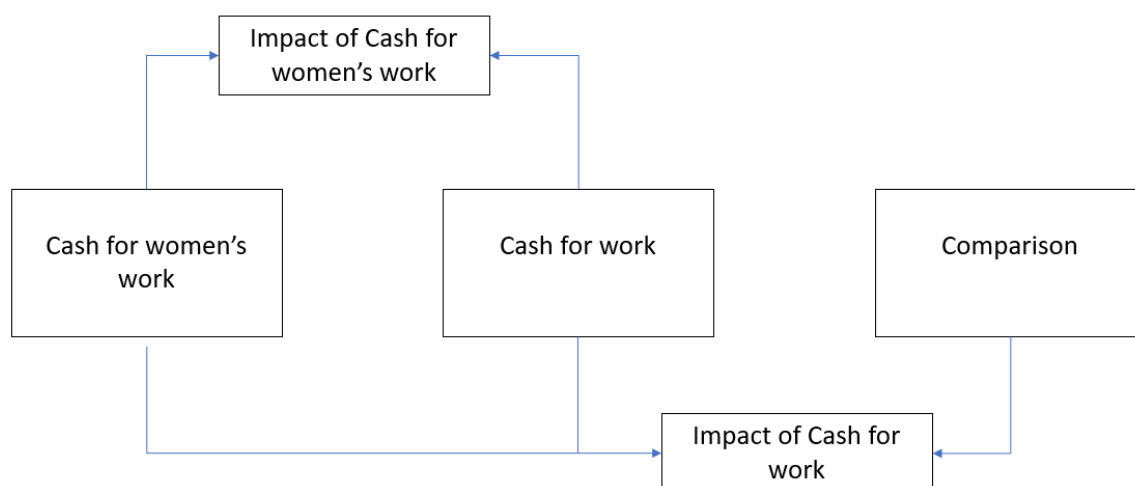 Impact of Cash for
women’s work
Cash for women’s
work
Cash for work
Comparison
Impact of Cash for
work